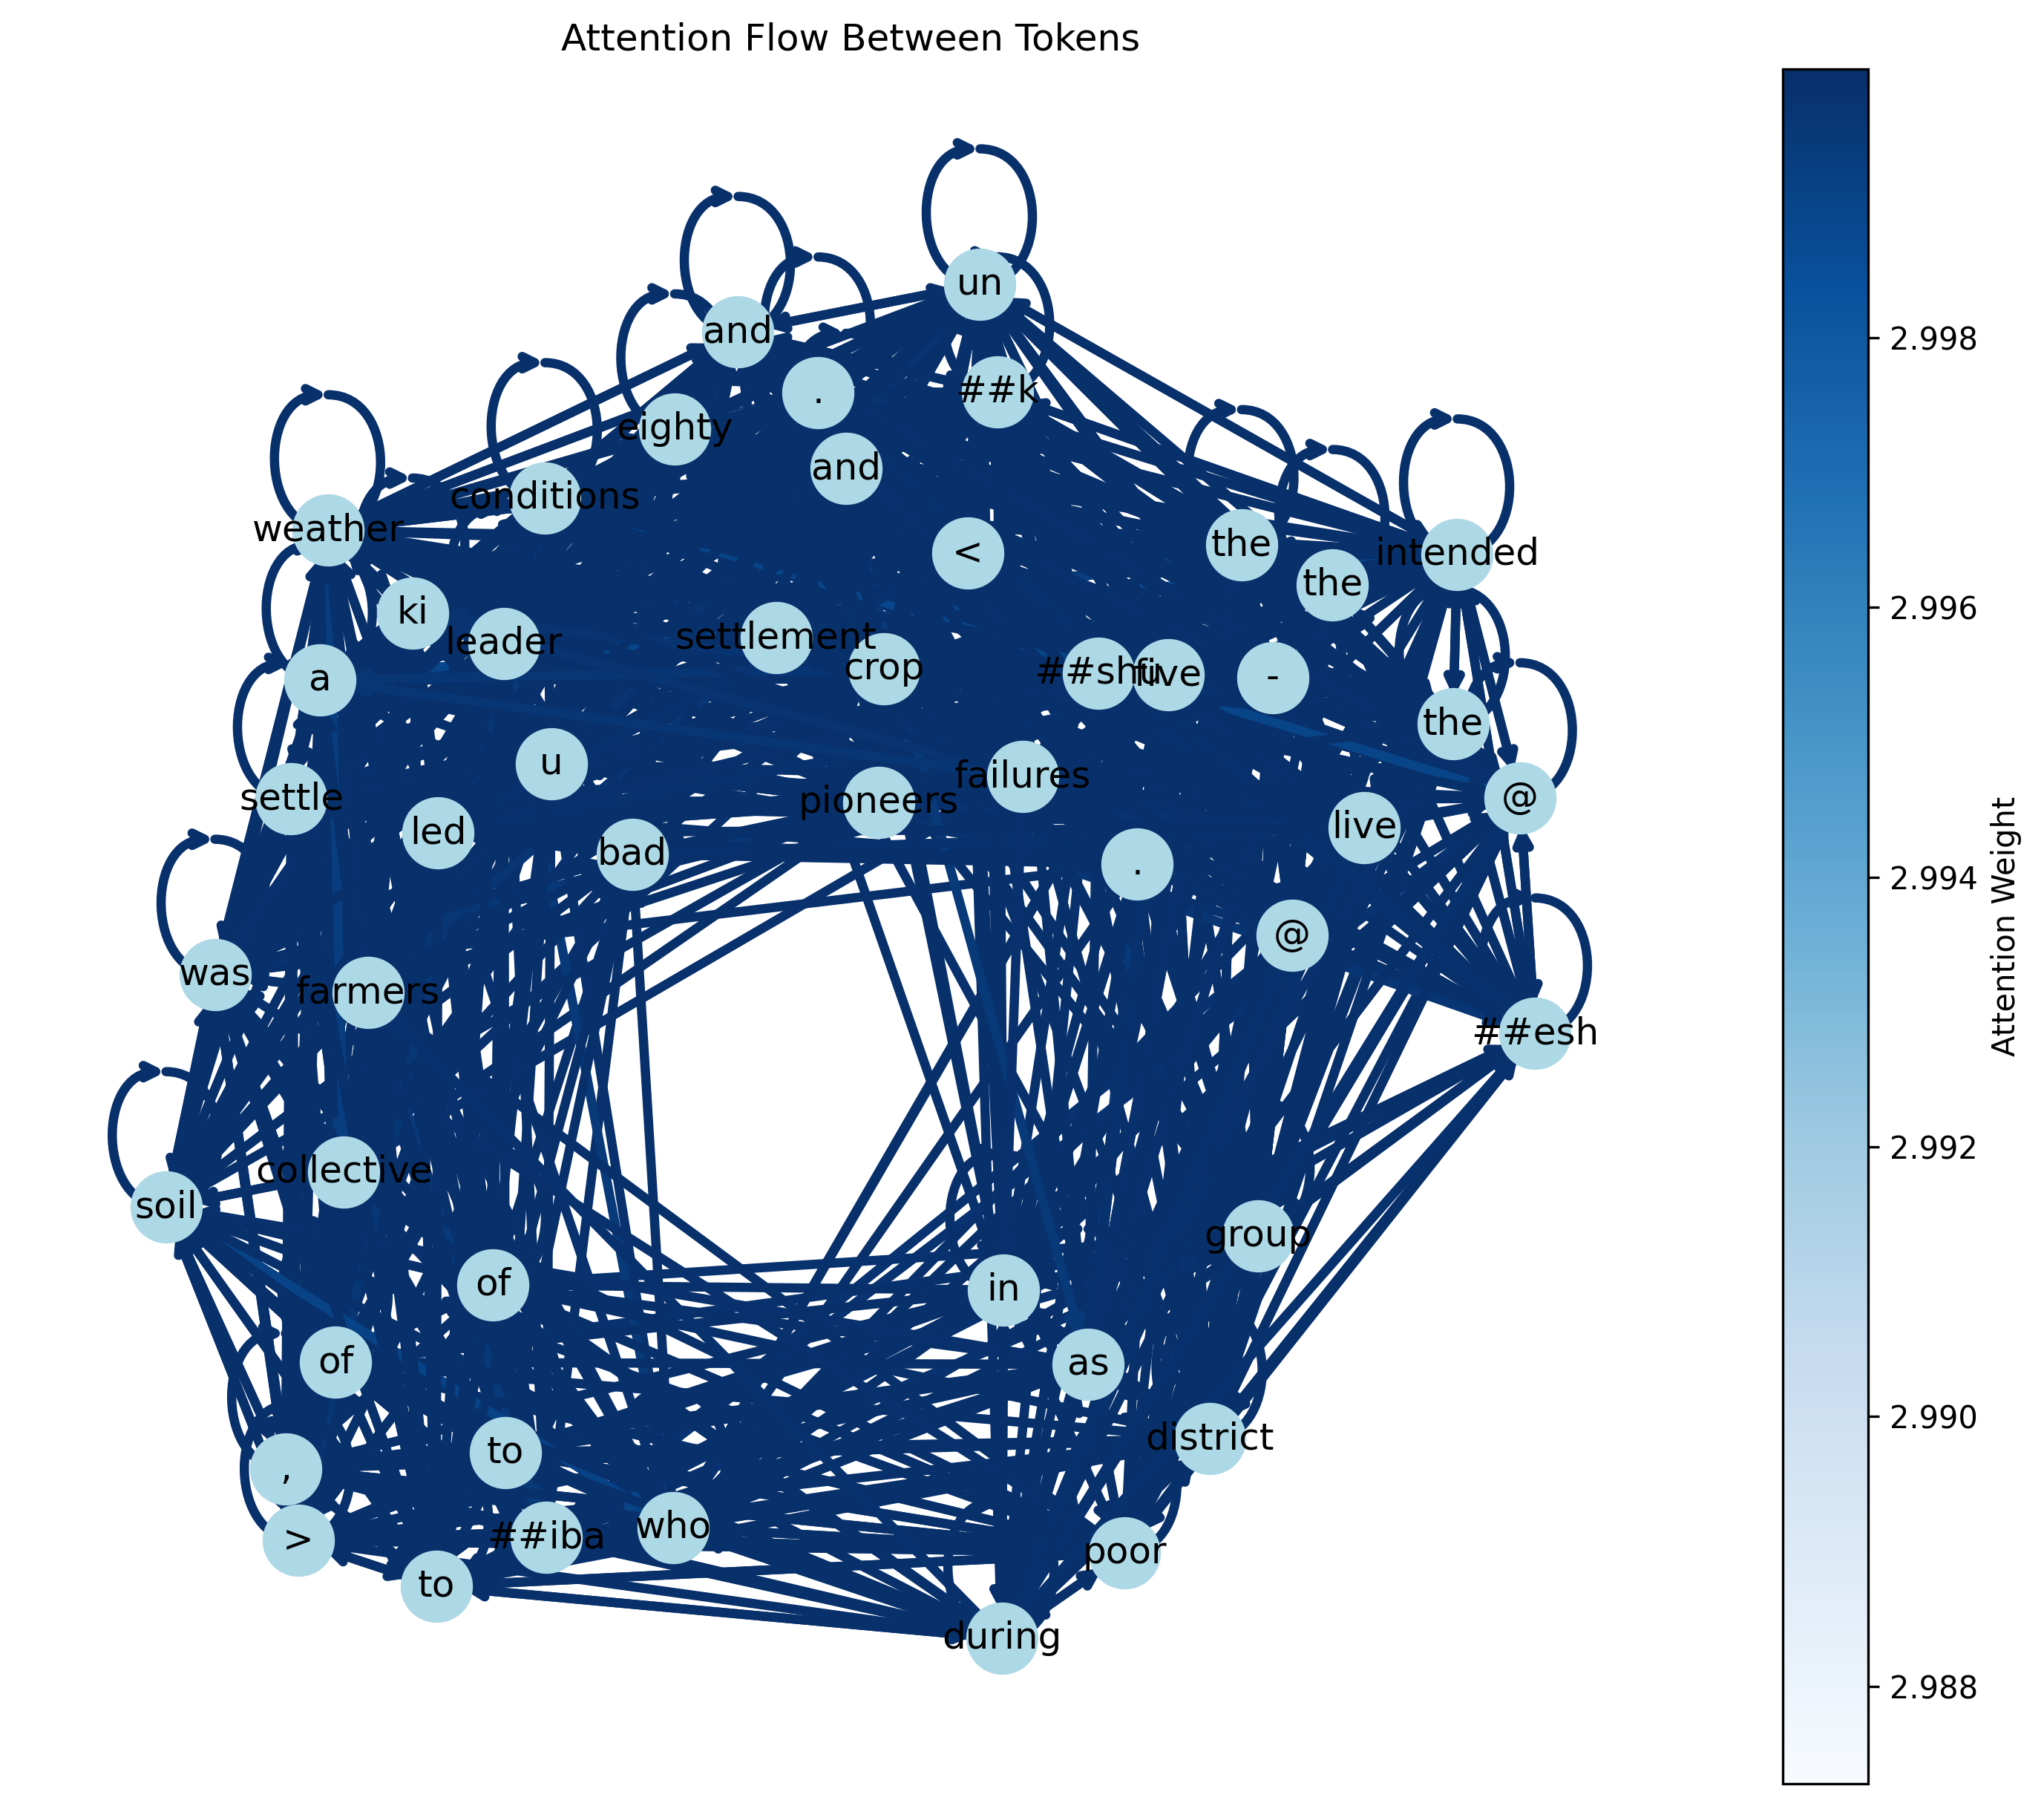 Attention Flow Between Tokens
un
and
##k
.
eighty
and
conditions
weather
<
the
intended
the
ki
leader
settlement
crop
##shu
five
-
a
the
u
failures
settle
pioneers
@
led
bad
live
.
@
was
farmers
##esh
collective
soil
group
of
in
of
as
to
district
,
who
##iba
>
poor
to
during
2.998
2.996
2.994
2.992
2.990
2.988
Attention Weight